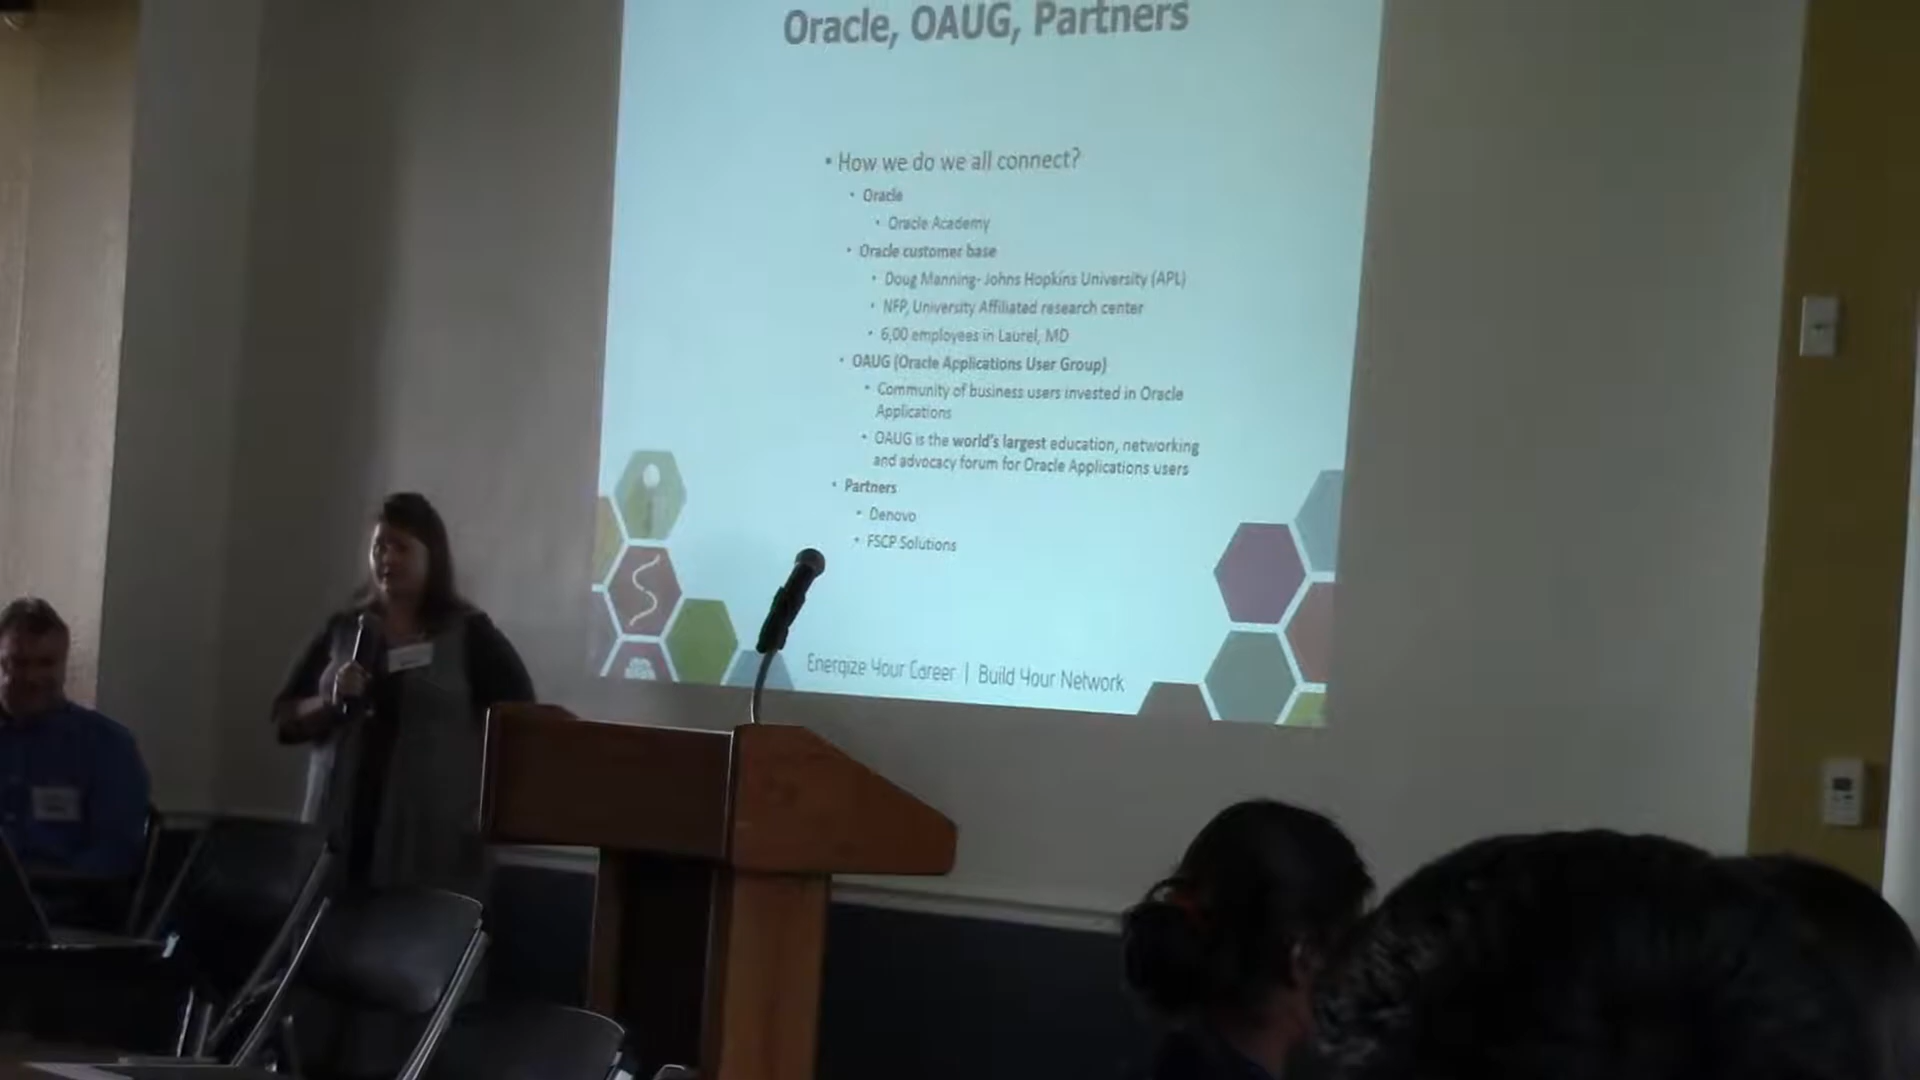 Oracle, OAUG, Partners
• How we do we all connect?
• Oracle
• Oracle Academy
• Oracle customer base
• Doug Manning- Johns Hopkins University (APL)
• NFP, University Affiliated research center
• 6,00 employees in Laurel, MD
• OAUG (Oracle Applications User Group)
• Community of business users invested in Oracle
Applications
• OAUG is the world's largest education, networking
and advocacy forum for Oracle Applications users
• Partners
• Denovo
• FSCP Solutions
Energize Your Career | Build Your Network